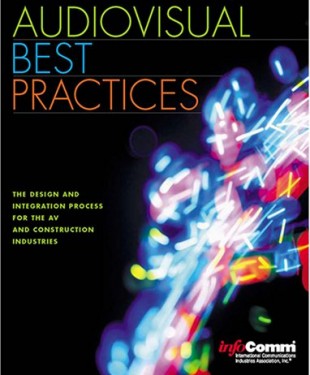 AUDIOVISUAL
BEST
PRACTICES
THE DESIGN AND
INTEGRATION PROCESS
FOR THE AV
AND CONSTRUCTION
INDUSTRIES
infoComm
International Communications
Industries Association, Inc.